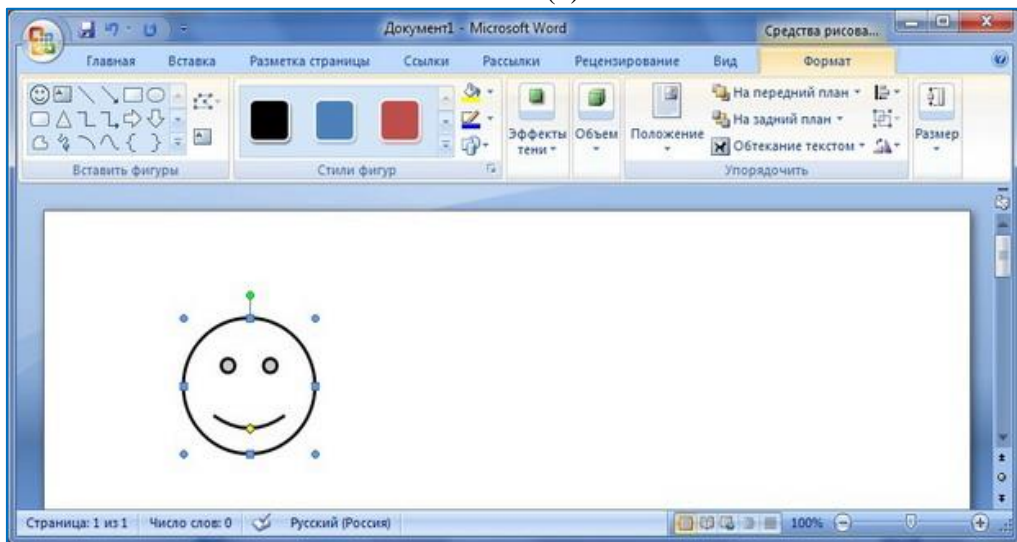 Документ1 - Microsoft Word
Средства рисова...
Главная Вставка Разметка страницы Ссылки Рассылки Рецензирование Вид Формат
На передний план
На задний план
Обтекание текстом
Эффекты тени
Объем
Положение
Размер
Вставить фигуры
Стили фигур
Упорядочить
Страница: 1 из 1 Число слов: 0 Русский (Россия) 100%